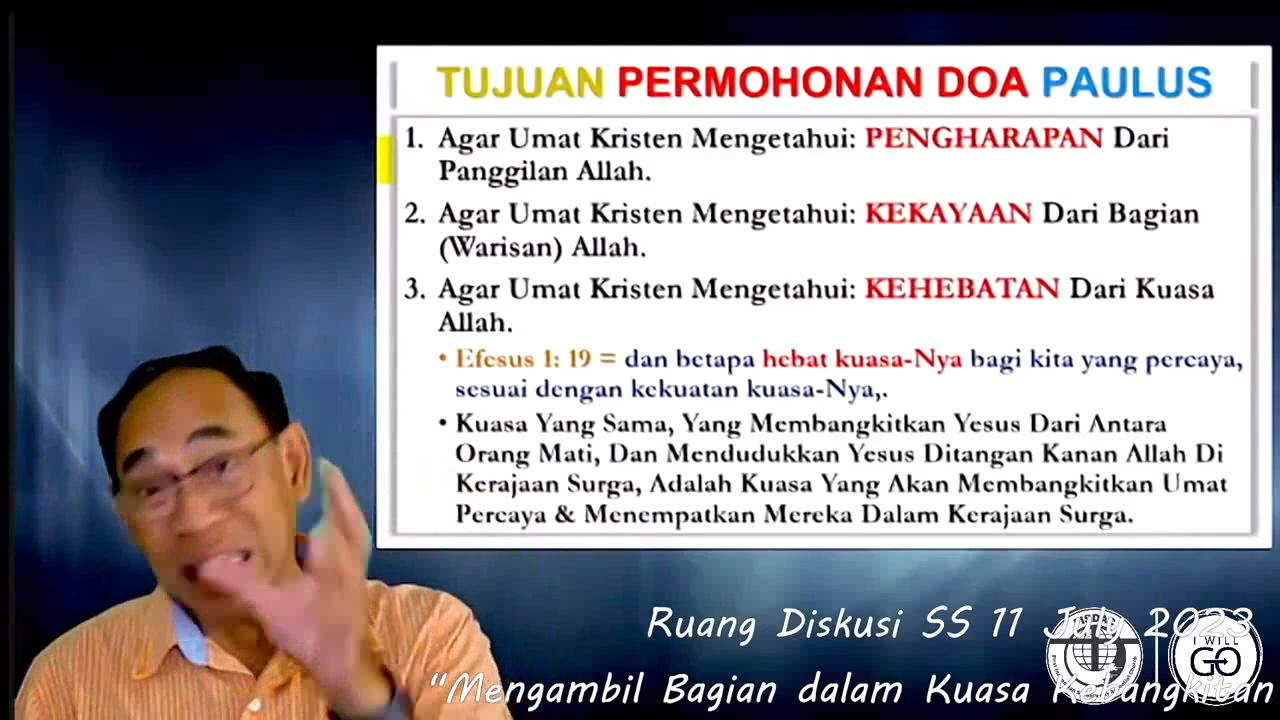 TUJUAN PERMOHONAN DOA PAULUS
1. Agar Umat Kristen Mengetahui: PENGHARAPAN Dari
Panggilan Allah.
2. Agar Umat Kristen Mengetahui: KEKAYAAN Dari Bagian
(Warisan) Allah.
3. Agar Umat Kristen Mengetahui: KEHEBATAN Dari Kuasa
Allah.
• Efesus 1: 19 = dan betapa hebat kuasa-Nya bagi kita yang percaya,
sesuai dengan kekuatan kuasa-Nya,.
• Kuasa Yang Sama, Yang Membangkitkan Yesus Dari Antara
Orang Mati, Dan Mendudukkan Yesus Ditangan Kanan Allah Di
Kerajaan Surga, Adalah Kuasa Yang Akan Membangkitkan Umat
Percaya & Menempatkan Mereka Dalam Kerajaan Surga.
Ruang Diskusi SS 11 July 2023
I WILL
GO
“Mengambil Bagian dalam Kuasa Kebangkitan